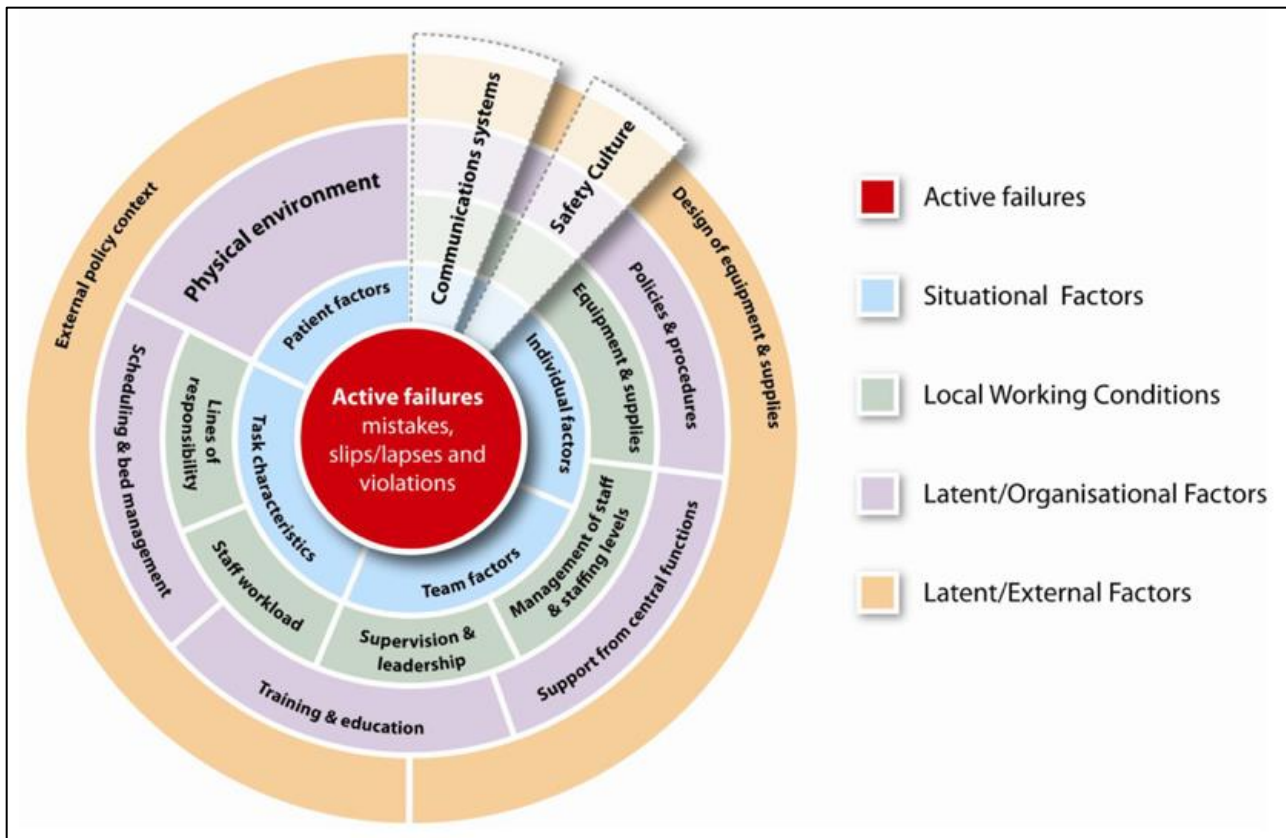 Communications systems
Safety Culture
External policy context
Design of equipment & supplies
Physical environment
Policies & procedures
Scheduling & bed management
Support from central functions
Training & education
Equipment & supplies
Lines of
responsibility
Staff workload
Supervision &
leadership
Management of staff
& staffing levels
Patient factors
Individual factors
Task characteristics
Team factors
Active failures
mistakes,
slips/lapses and
violations
Active failures
Situational Factors
Local Working Conditions
Latent/Organisational Factors
Latent/External Factors